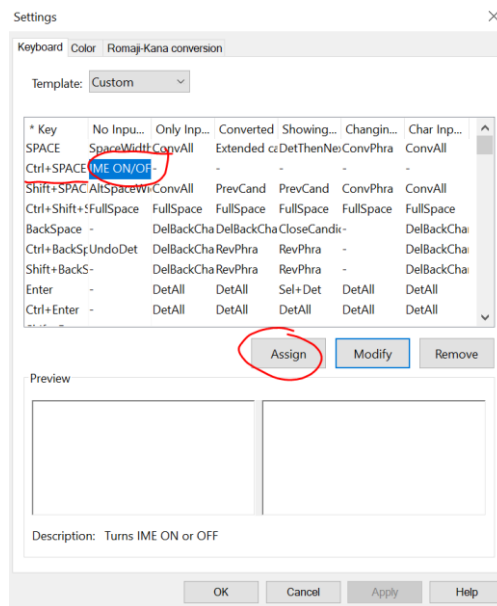 Settings
Keyboard Color Romaji-Kana conversion
Template: Custom
* Key No Inpu... Only Inp... Converted Showing... Changin... Char Inp...
SPACE SpaceWidth ConvAll Extended ca DetThenNe ConvPhra ConvAll
Ctrl+SPACE IME ON/OF - - - - -
Shift+SPAC AltSpaceWi ConvAll PrevCand PrevCand ConvPhra ConvAll
Ctrl+Shift+S FullSpace FullSpace FullSpace FullSpace FullSpace FullSpace
BackSpace - DelBackCha DelBackCha CloseCandi - DelBackCha
Ctrl+BackSp UndoDet DelBackCha RevPhra RevPhra - DelBackCha
Shift+BackS - DelBackCha RevPhra RevPhra - DelBackCha
Enter - DetAll DetAll Sel+Det DetAll DetAll
Ctrl+Enter - DetAll DetAll DetAll DetAll DetAll
Assign Modify Remove
Preview
Description: Turns IME ON or OFF
OK Cancel Apply Help